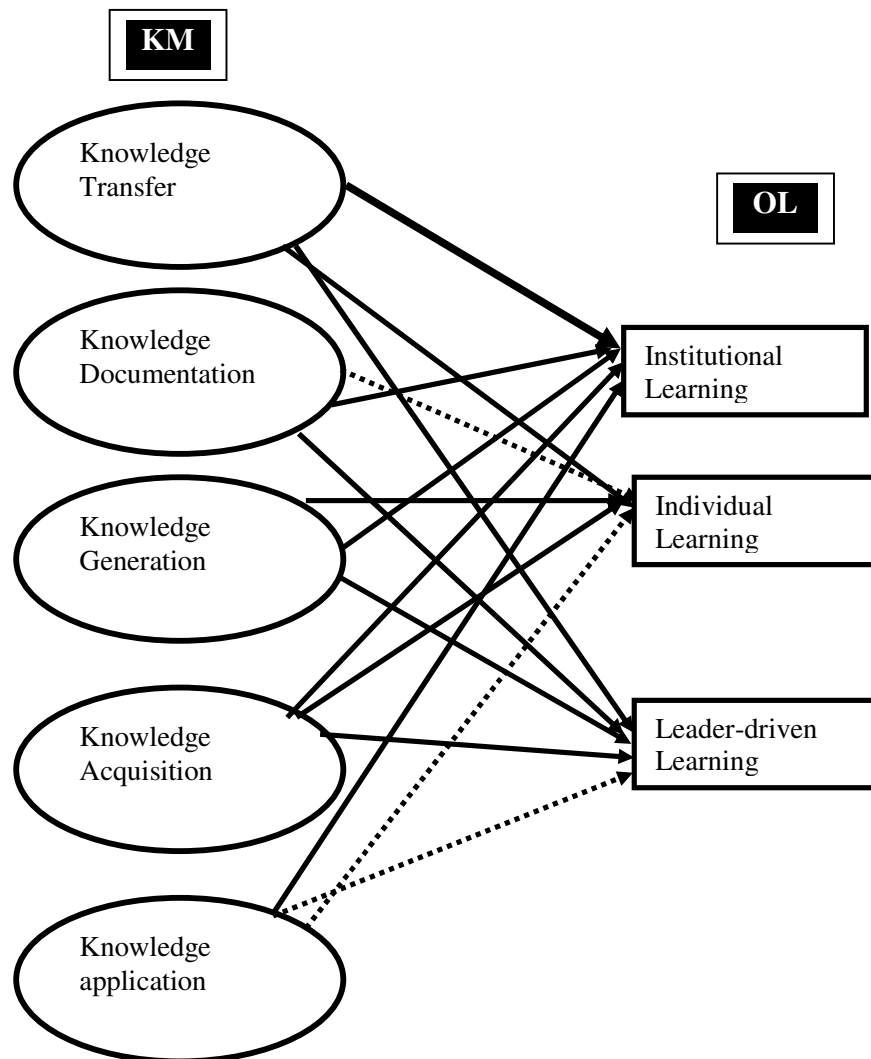 KM
Knowledge
Transfer
OL
Knowledge
Documentation
Institutional
Learning
Knowledge
Generation
Individual
Learning
Knowledge
Acquisition
Leader-driven
Learning
Knowledge
application